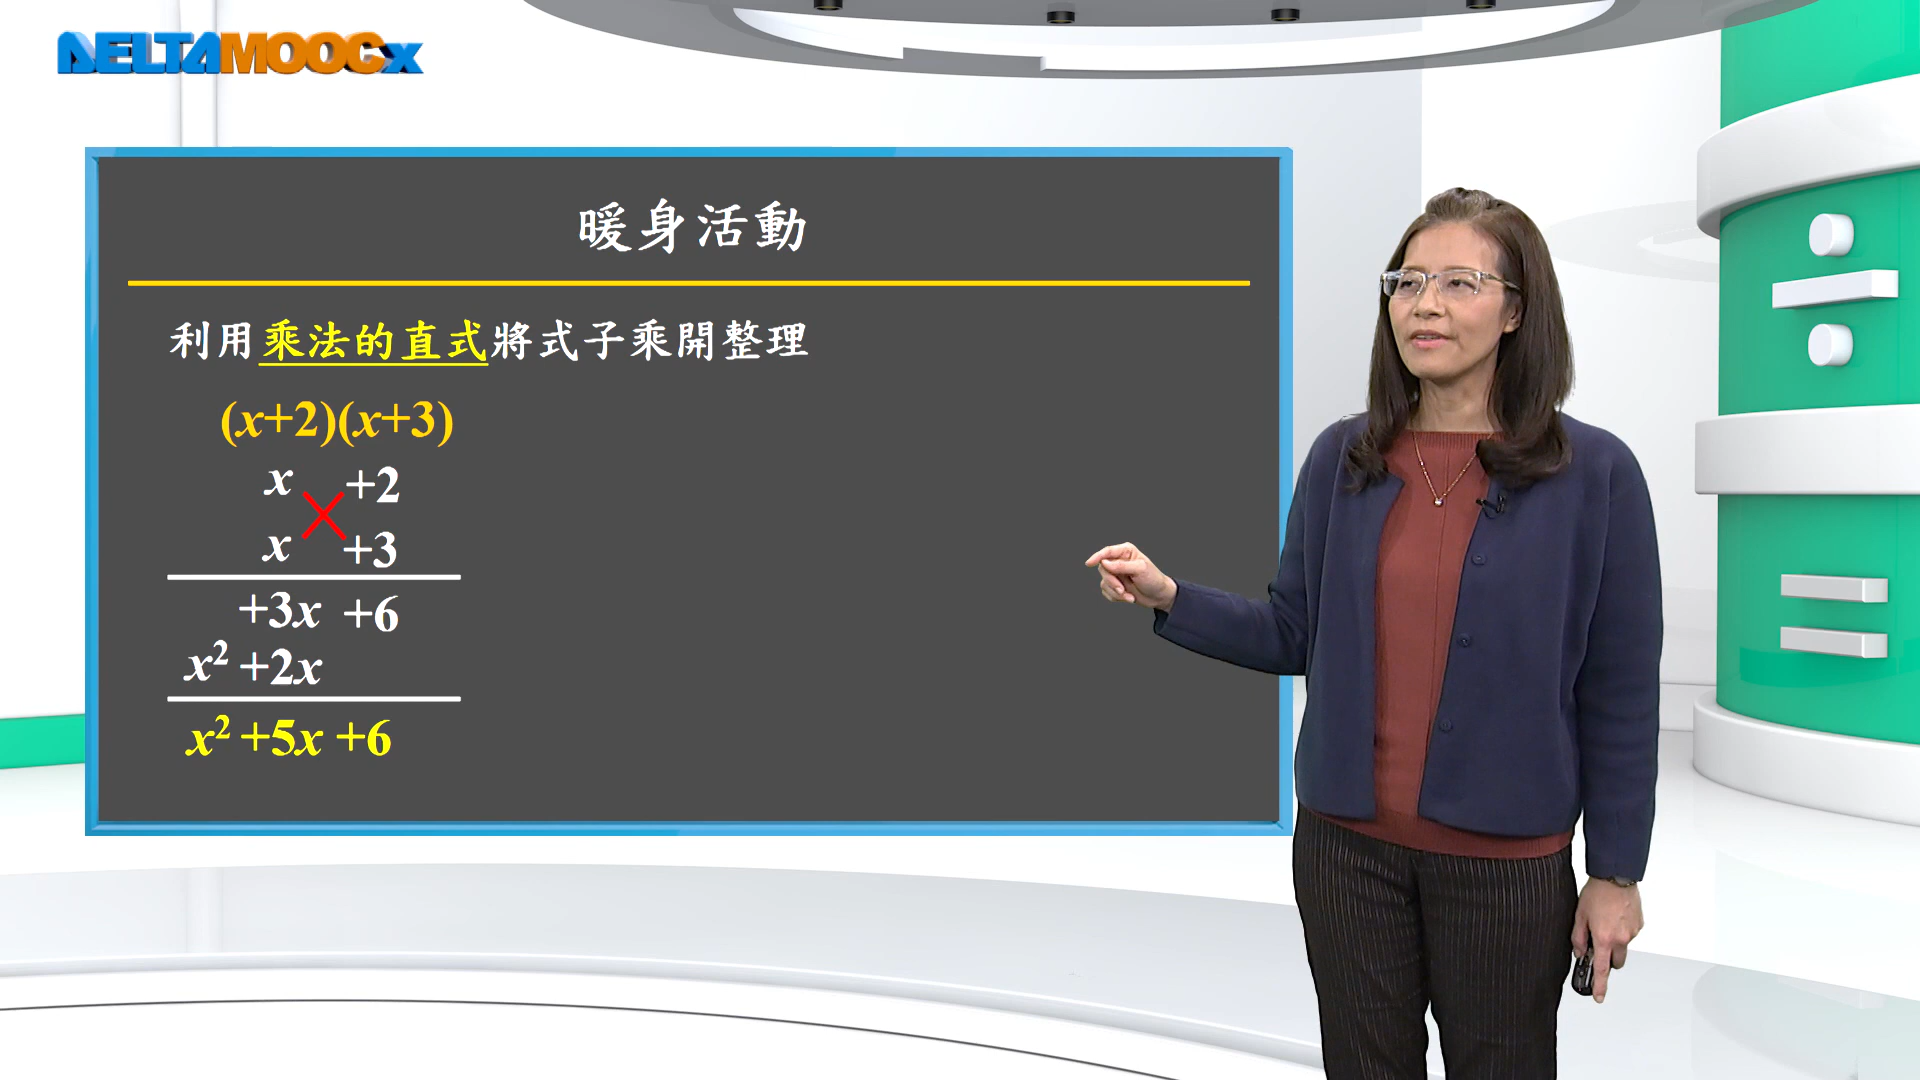 DELTAMOOCx
暖身活動
利用乘法的直式將式子乘開整理
(x+2)(x+3)
x +2
x +3
+3x +6
x² +2x
x² +5x +6